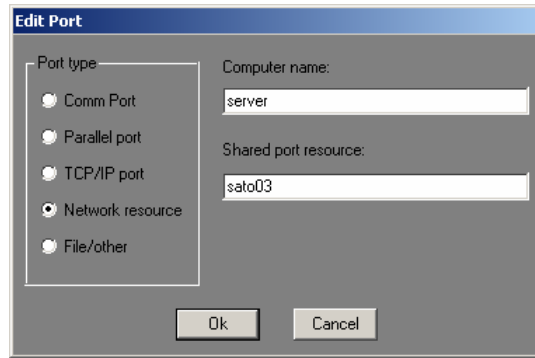 Edit Port
Port type
Comm Port
Parallel port
TCP/IP port
Network resource
File/other
Computer name:
server
Shared port resource:
sato03
Ok
Cancel